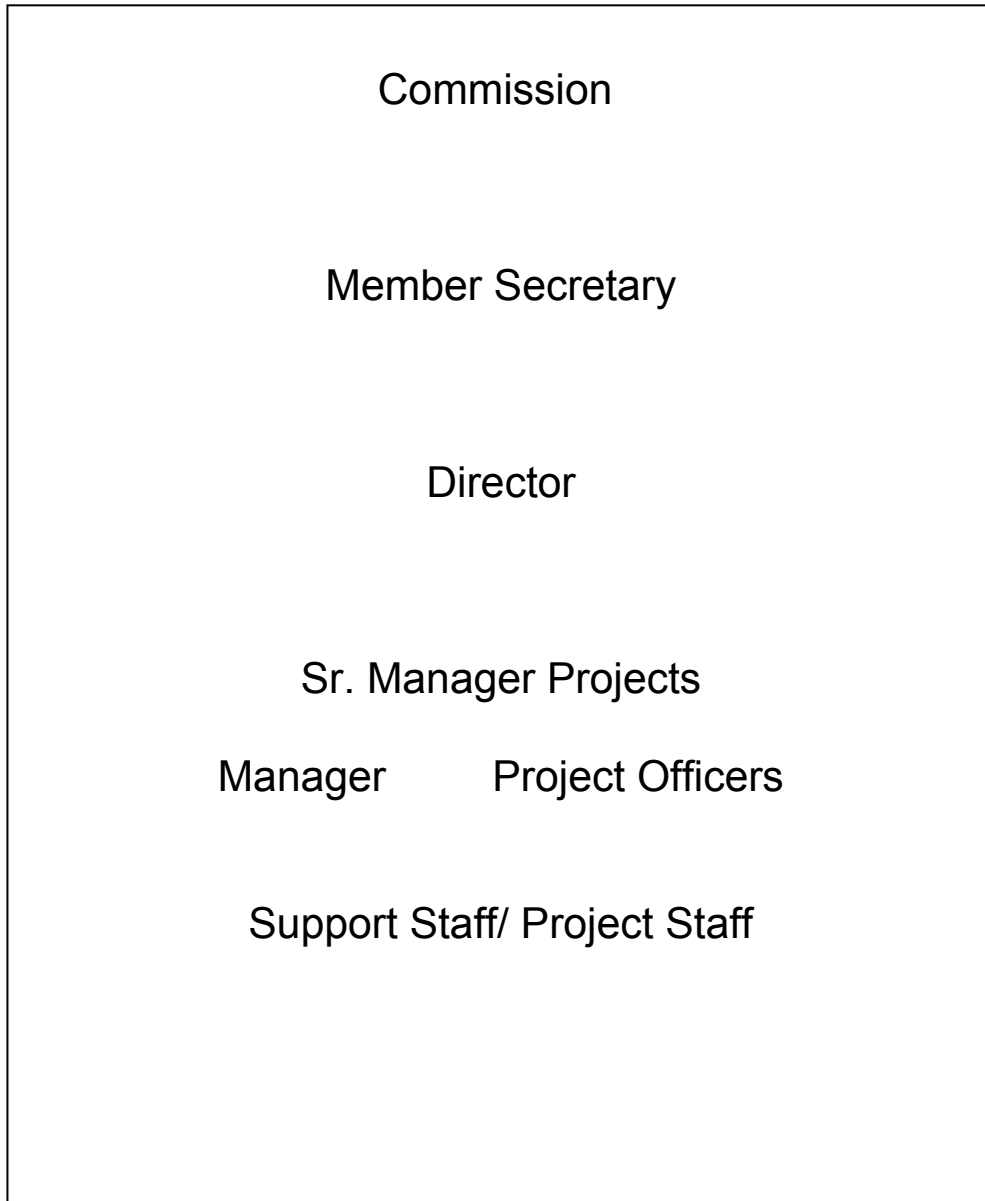 Commission
Member Secretary
Director
Sr. Manager Projects
Manager Project Officers
Support Staff/ Project Staff